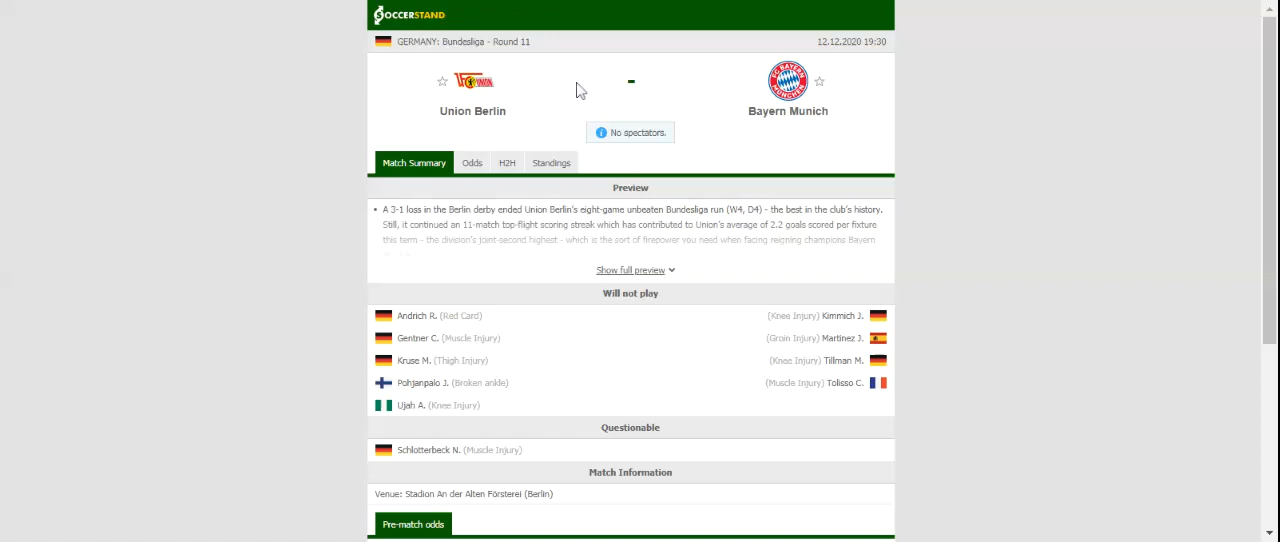 SOCCERSTAND
GERMANY: Bundesliga - Round 11
12.12.2020 19:30
-
Union Berlin
Bayern Munich
No spectators.
Match Summary
Odds
H2H
Standings
Preview
• A 3-1 loss in the Berlin derby ended Union Berlin's eight-game unbeaten Bundesliga run (W4, D4) - the best in the club's history.
Still, it continued an 11-match top-flight scoring streak which has contributed to Union's average of 2.2 goals scored per fixture
this term - the division's joint-second highest - which is the sort of firepower you need when facing reigning champions Bayern
Show full preview
Will not play
Andrich R. (Red Card)
(Knee Injury) Kimmich J.
Gentner C. (Muscle Injury)
(Groin Injury) Martinez J.
Kruse M. (Thigh Injury)
(Knee Injury) Tillman M.
Pohjanpalo J. (Broken ankle)
(Muscle Injury) Tolisso C.
Ujah A. (Knee Injury)
Questionable
Schlotterbeck N. (Muscle Injury)
Match Information
Venue: Stadion An der Alten Försterei (Berlin)
Pre-match odds